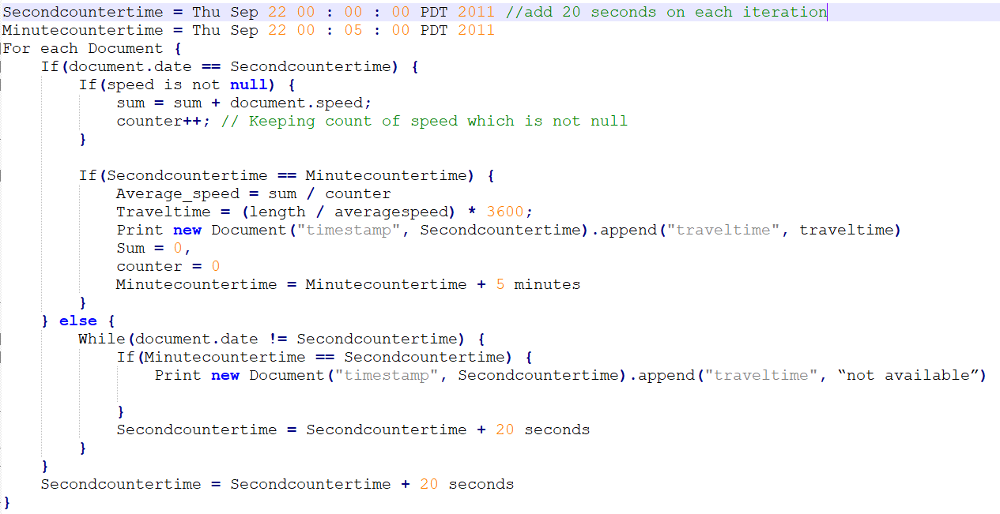 Secondcountertime = Thu Sep 22 00 : 00 : 00 PDT 2011 //add 20 seconds on each iteration
Minutecountertime = Thu Sep 22 00 : 05 : 00 PDT 2011
For each Document {
If(document.date == Secondcountertime) {
If(speed is not null) {
sum = sum + document.speed;
counter++; // Keeping count of speed which is not null
}
If(Secondcountertime == Minutecountertime) {
Average_speed = sum / counter
Traveltime = (length / averagespeed) * 3600;
Print new Document("timestamp", Secondcountertime).append("traveltime", traveltime)
Sum = 0,
counter = 0
Minutecountertime = Minutecountertime + 5 minutes
}
} else {
While(document.date != Secondcountertime) {
If(Minutecountertime == Secondcountertime) {
Print new Document("timestamp", Secondcountertime).append("traveltime", “not available”)
}
Secondcountertime = Secondcountertime + 20 seconds
}
}
Secondcountertime = Secondcountertime + 20 seconds
}